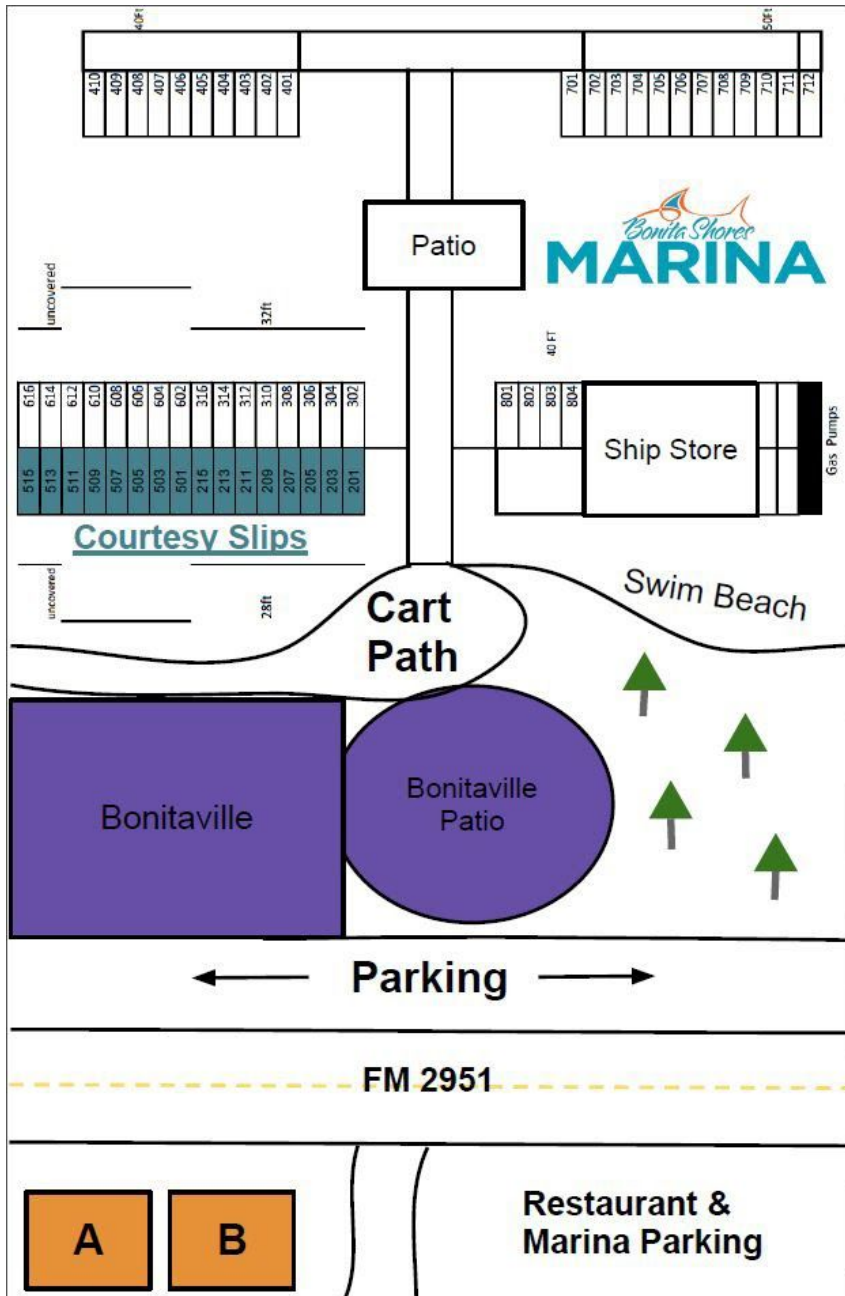 40Ft
50Ft
410
409
408
407
406
405
404
403
402
401
701
702
703
704
705
706
707
708
709
710
711
712
Patio
Bonita Shores
MARINA
uncovered
32ft
40 FT
616
614
612
610
608
606
604
602
316
314
312
310
308
306
304
302
801
802
803
804
Ship Store
Gas Pumps
515
513
511
509
507
505
503
501
215
213
211
209
207
205
203
201
Courtesy Slips
uncovered
28ft
Cart
Path
Swim Beach
Bonitaville
Bonitaville
Patio
Parking
FM 2951
A
B
Restaurant &
Marina Parking